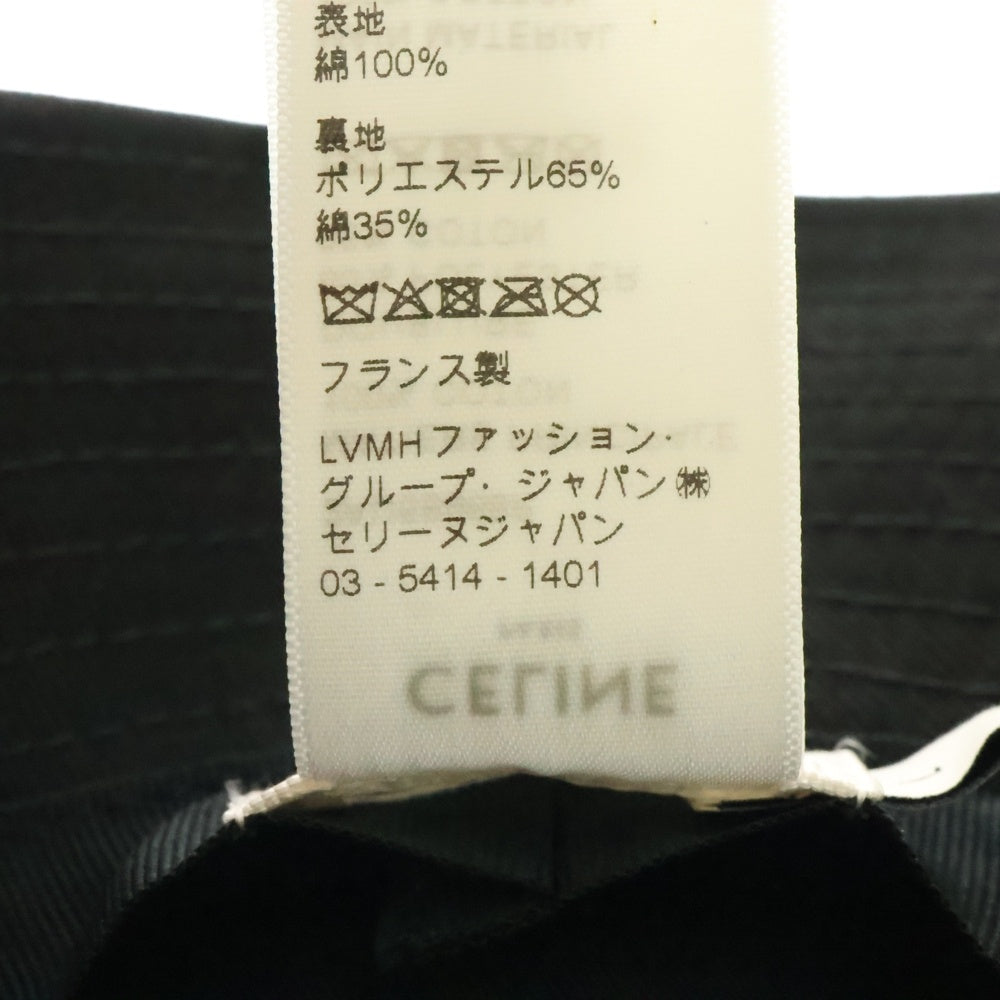 表地
綿100%
裏地
ポリエステル65%
綿35%
フランス製
LVMHファッション・
グループ・ジャパン㈱
セリーヌジャパン
03 - 5414 - 1401
PARIS
CELINE